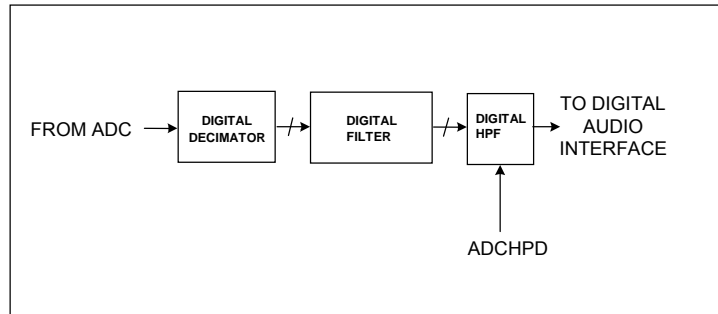 FROM ADC
DIGITAL
DECIMATOR
DIGITAL
FILTER
DIGITAL
HPF
TO DIGITAL
AUDIO
INTERFACE
ADCHPD